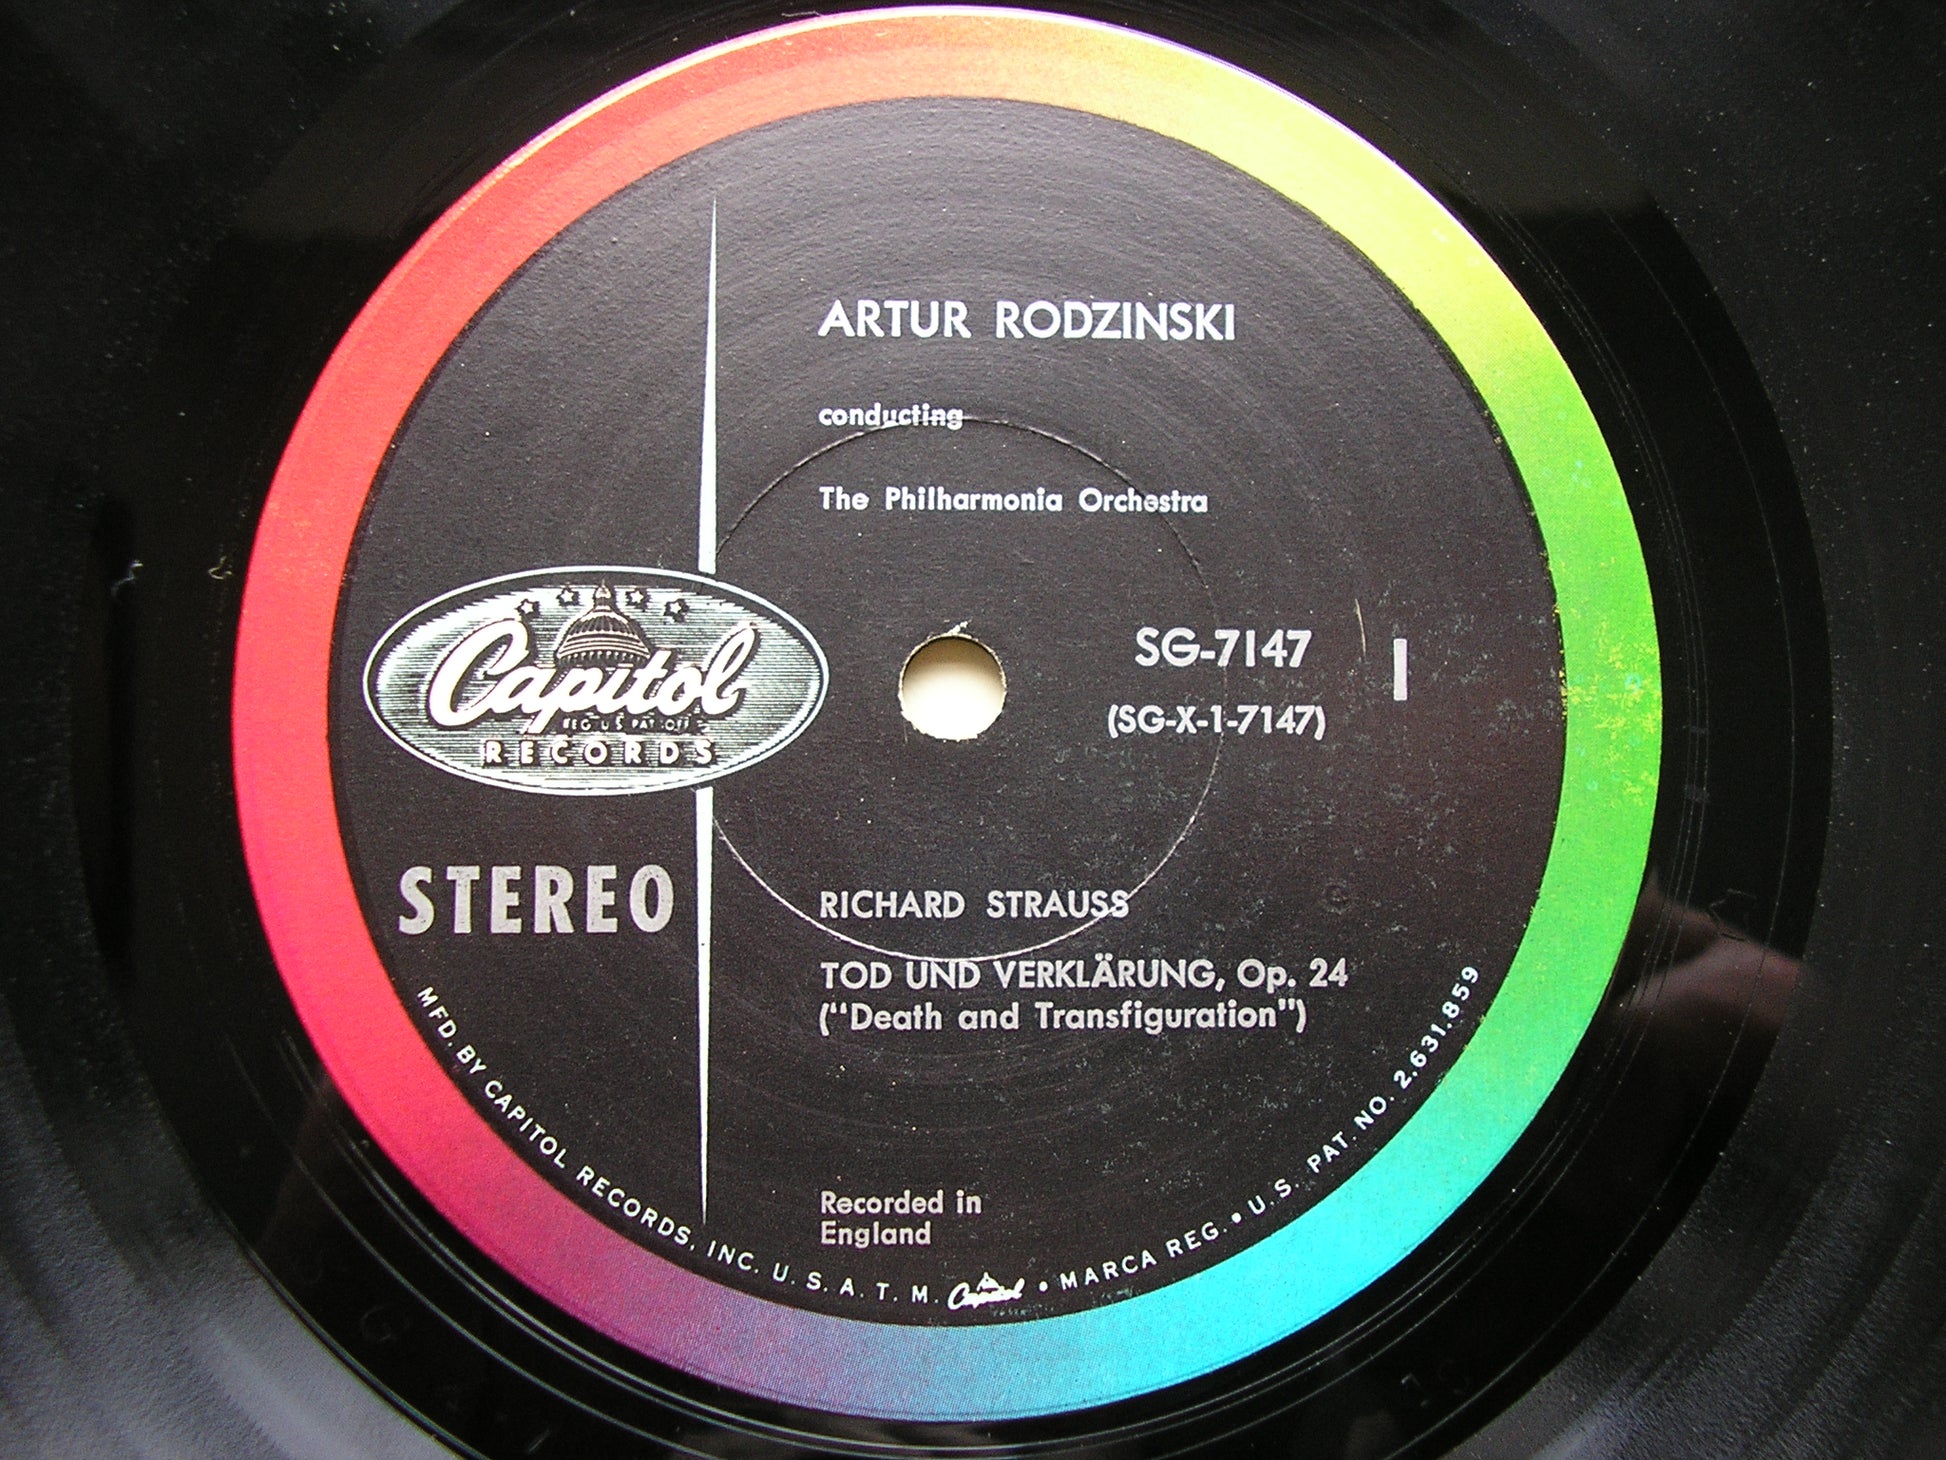 ARTUR RODZINSKI
conducting
The Philharmonia Orchestra
Capitol
REG. U.S. PAT. OFF.
RECORDS
SG-7147
(SG-X-1-7147)
1
STEREO
RICHARD STRAUSS
TOD UND VERKLÄRUNG, Op. 24
("Death and Transfiguration")
Recorded in
England
MFD. BY CAPITOL RECORDS, INC. U. S. A. T. M. Capitol • MARCA REG. • U.S. PAT. NO. 2.631.859